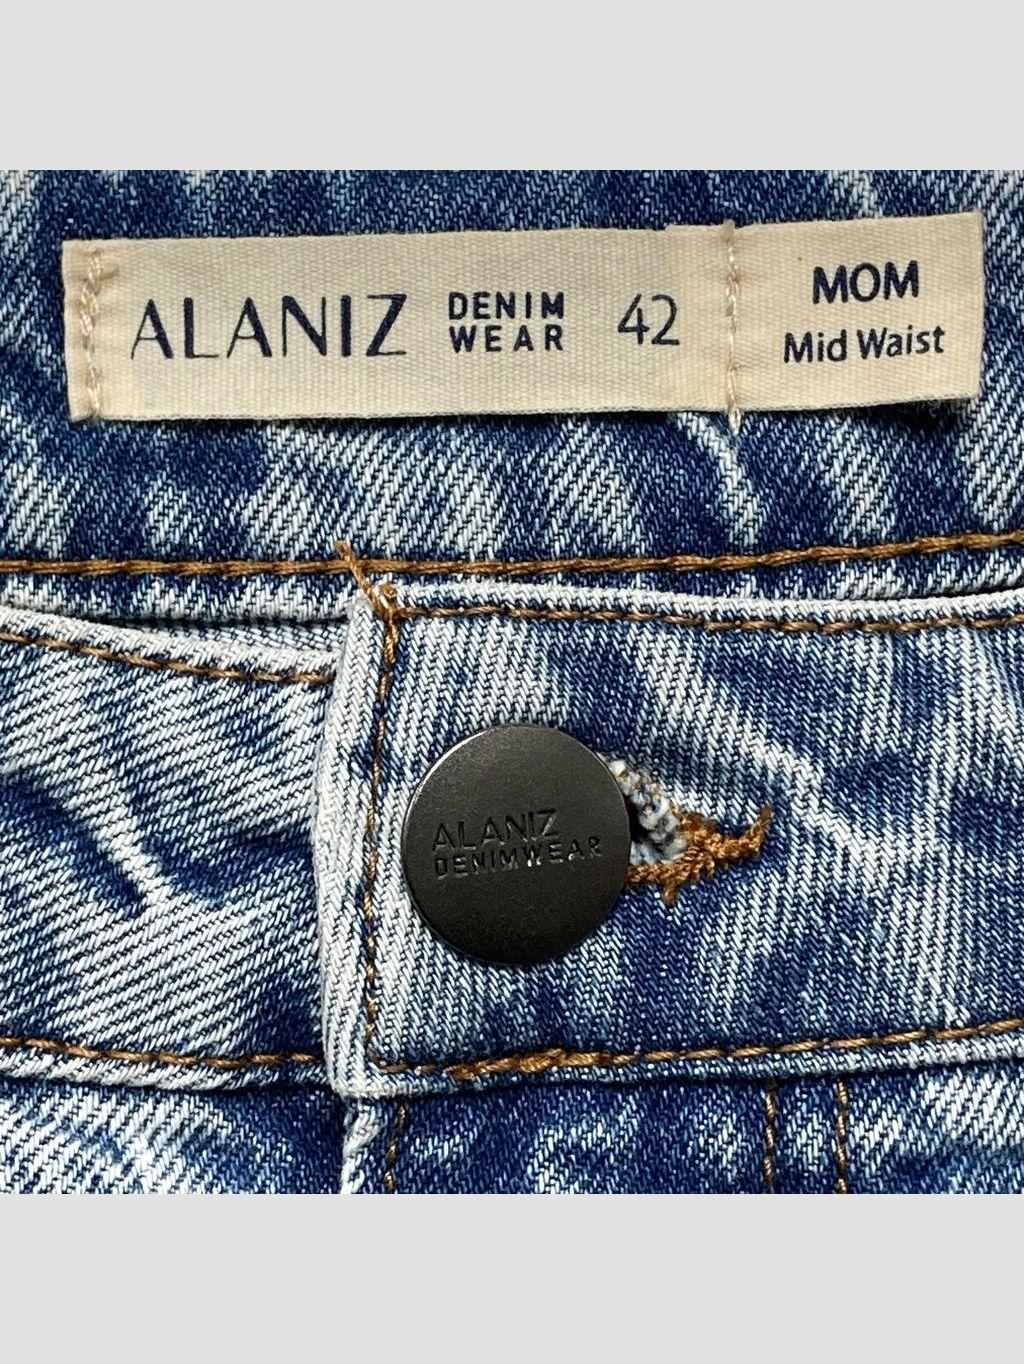 ALANIZ DENIM WEAR 42
MOM
Mid Waist
ALANIZ
DENIMWEAR